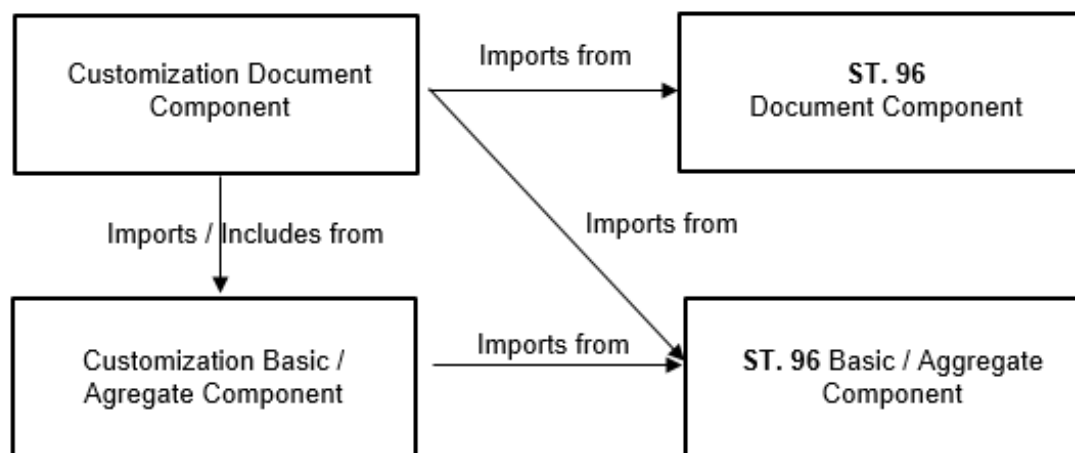 Customization Document
Component
Imports from
ST. 96
Document Component
Imports / Includes from
Imports from
Customization Basic /
Agregate Component
Imports from
ST. 96 Basic / Aggregate
Component